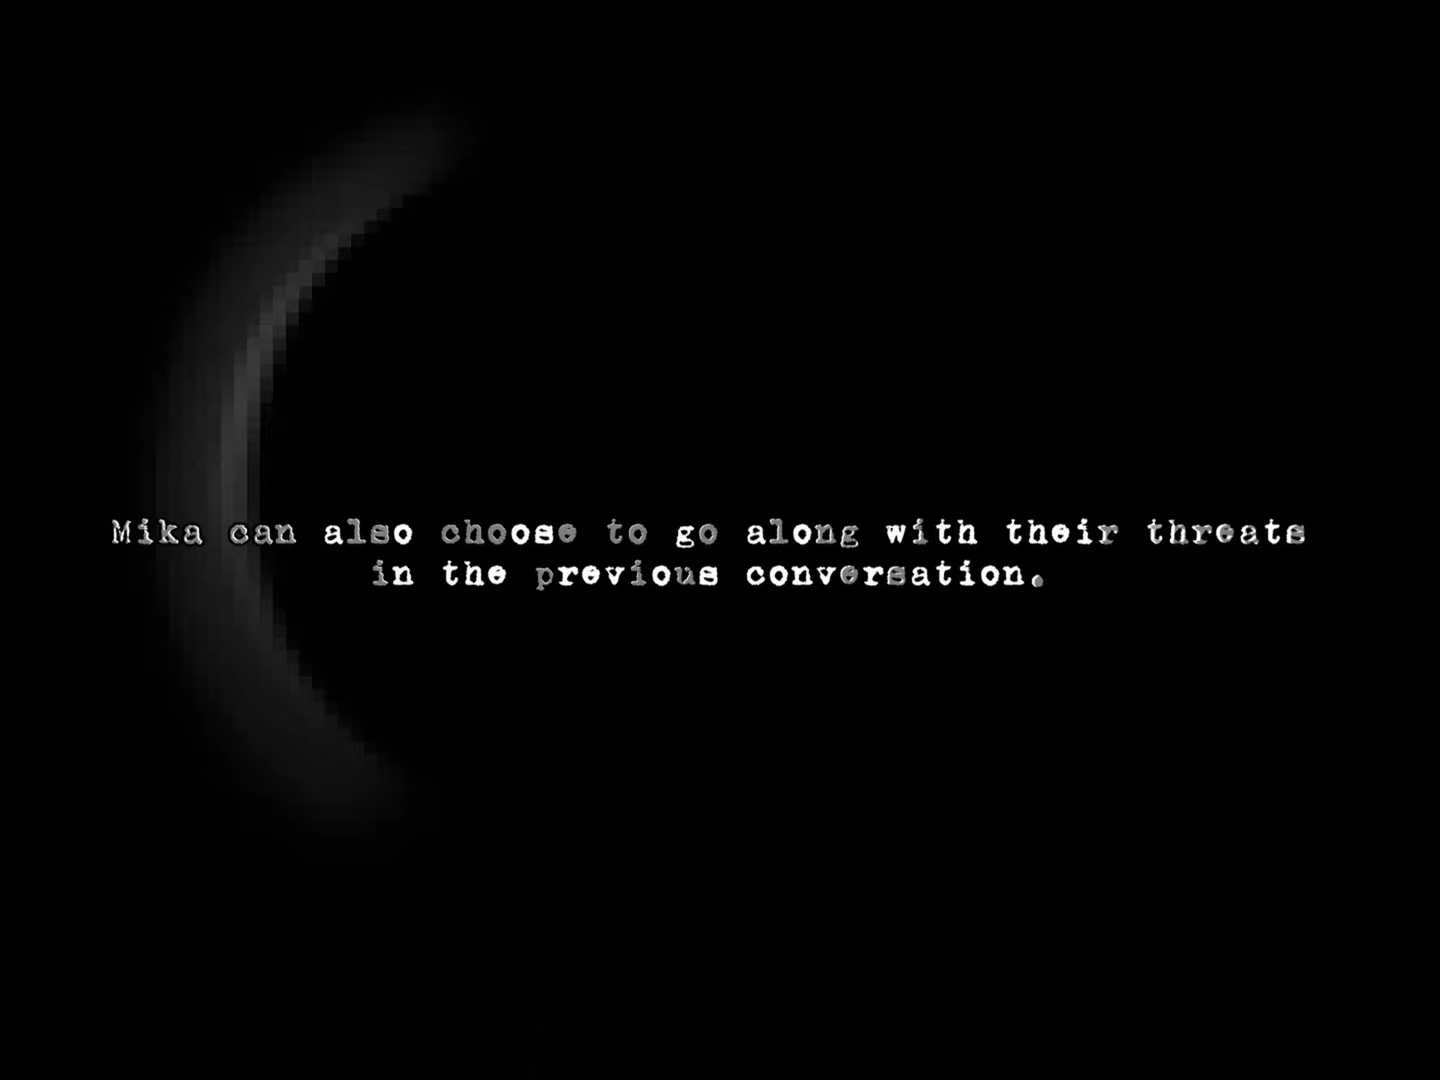 Mika can also choose to go along with their threats
in the previous conversation.